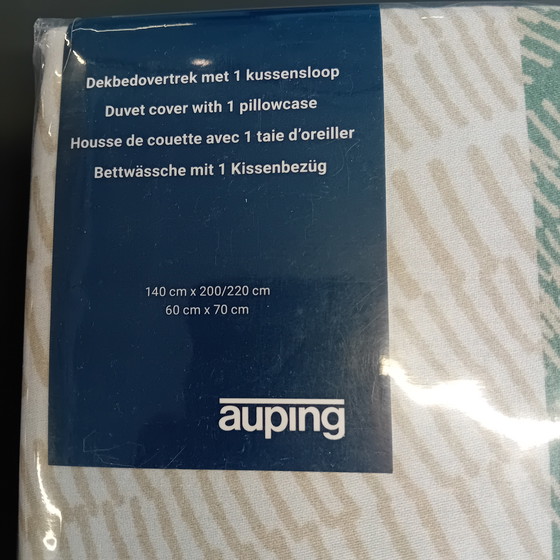 Dekbedovertrek met 1 kussensloop
Duvet cover with 1 pillowcase
Housse de couette avec 1 taie d'oreiller
Bettwässche mit 1 Kissenbezüg
140 cm x 200/220 cm
60 cm x 70 cm
auping